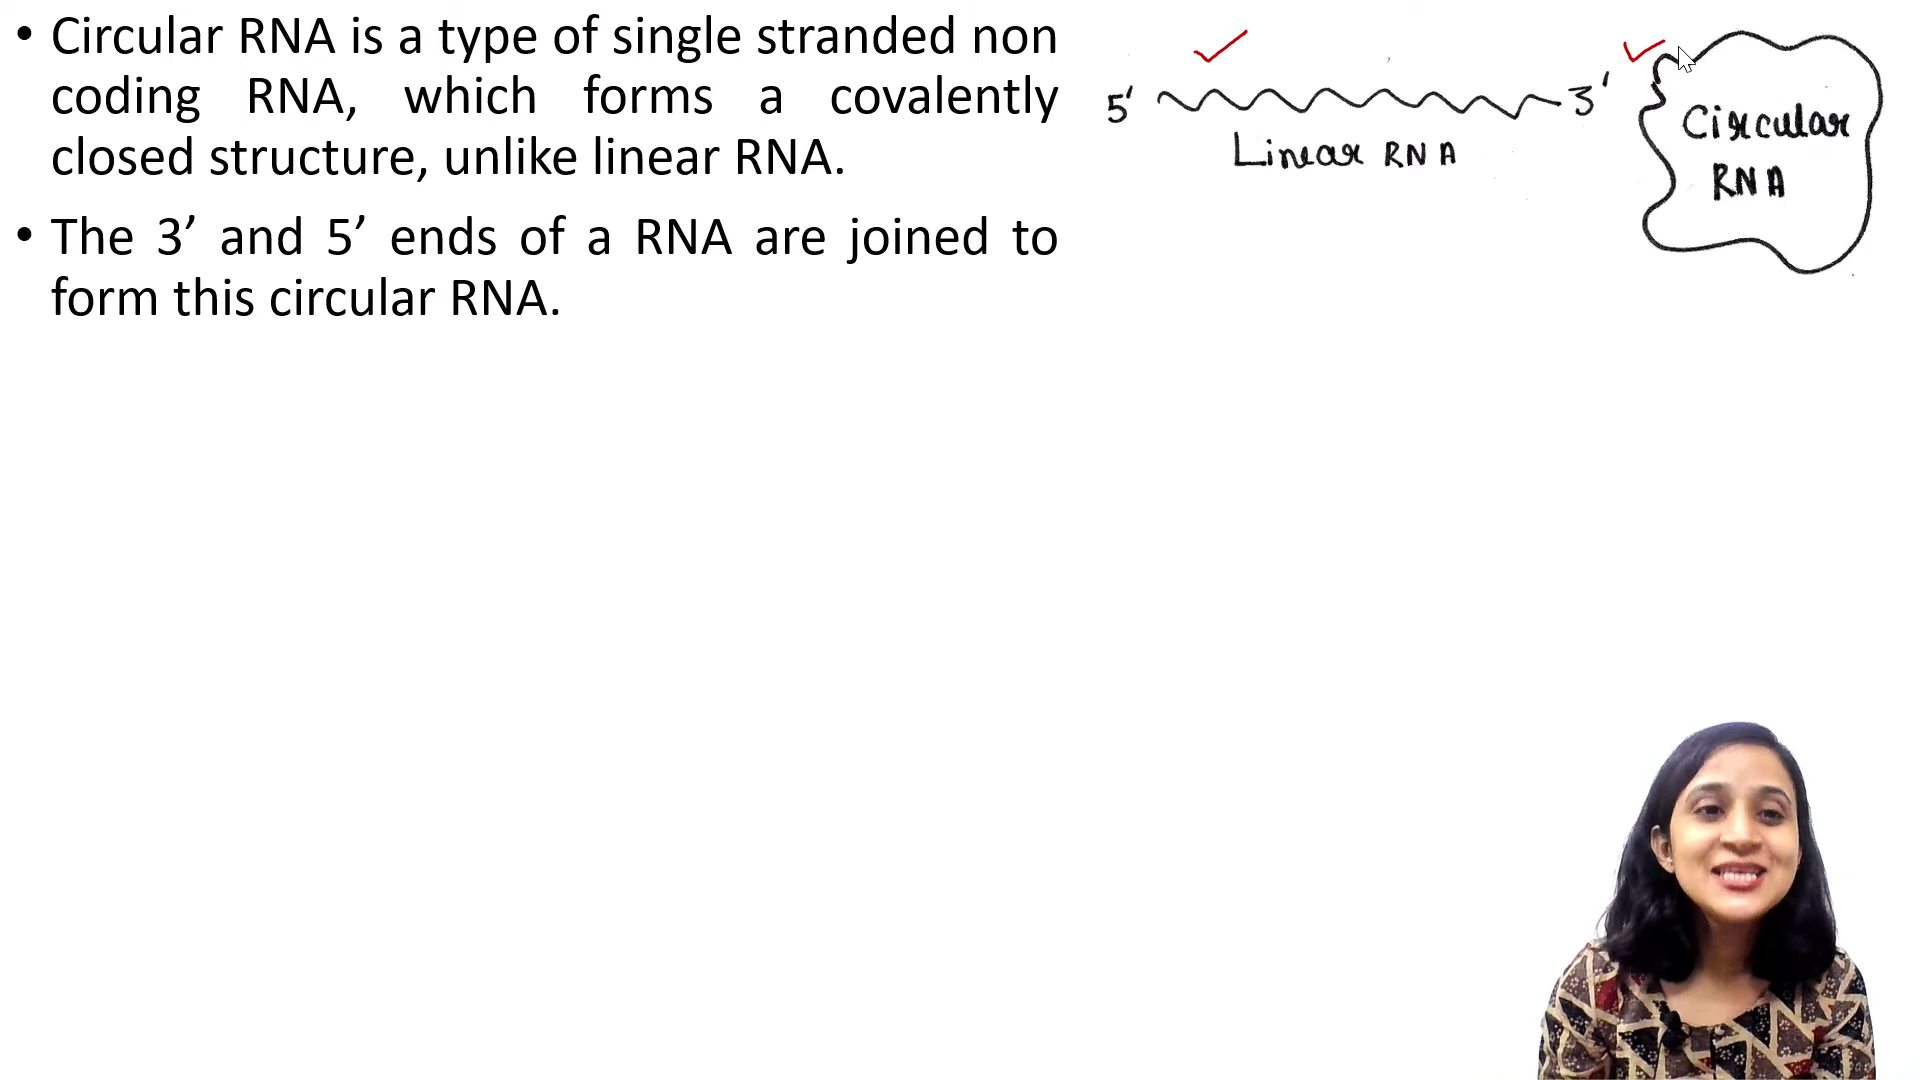 • Circular RNA is a type of single stranded non
coding RNA, which forms a covalently
closed structure, unlike linear RNA.
• The 3’ and 5’ ends of a RNA are joined to
form this circular RNA.
5' 3'
Linear RNA
Circular
RNA